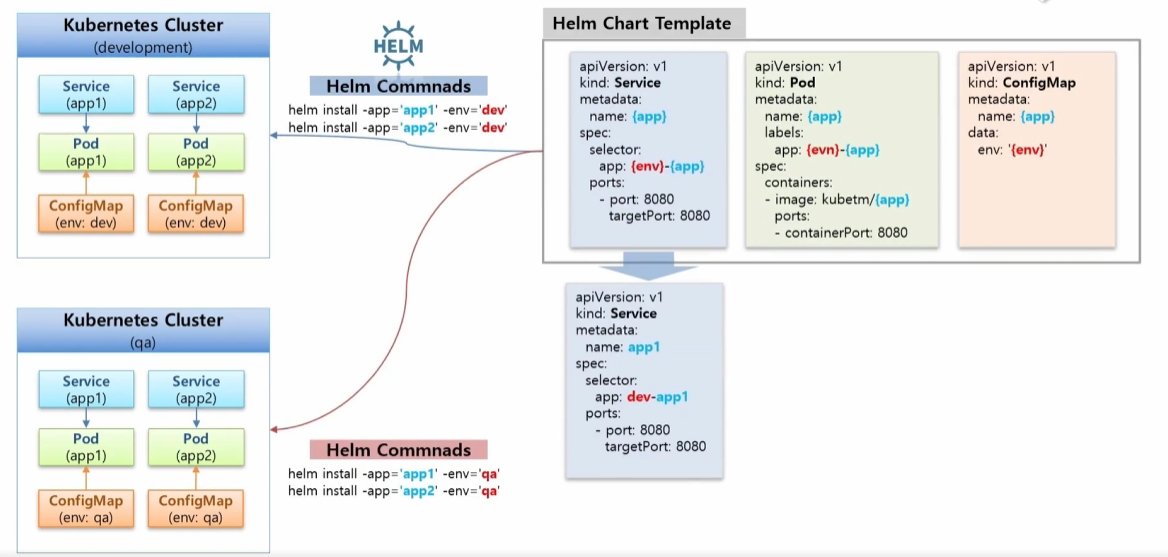 Kubernetes Cluster
(development)
Service
(app1)
Service
(app2)
Pod
(app1)
Pod
(app2)
ConfigMap
(env: dev)
ConfigMap
(env: dev)
HELM
Helm Commnads
helm install -app='app1' -env='dev'
helm install -app='app2' -env='dev'
Helm Chart Template
apiVersion: v1
kind: Service
metadata:
name: {app}
spec:
selector:
app: {env}-{app}
ports:
- port: 8080
targetPort: 8080
apiVersion: v1
kind: Pod
metadata:
name: {app}
labels:
app: {evn}-{app}
spec:
containers:
- image: kubetm/{app}
ports:
- containerPort: 8080
apiVersion: v1
kind: ConfigMap
metadata:
name: {app}
data:
env: '{env}'
apiVersion: v1
kind: Service
metadata:
name: app1
spec:
selector:
app: dev-app1
ports:
- port: 8080
targetPort: 8080
Kubernetes Cluster
(qa)
Service
(app1)
Service
(app2)
Pod
(app1)
Pod
(app2)
ConfigMap
(env: qa)
ConfigMap
(env: qa)
Helm Commnads
helm install -app='app1' -env='qa'
helm install -app='app2' -env='qa'